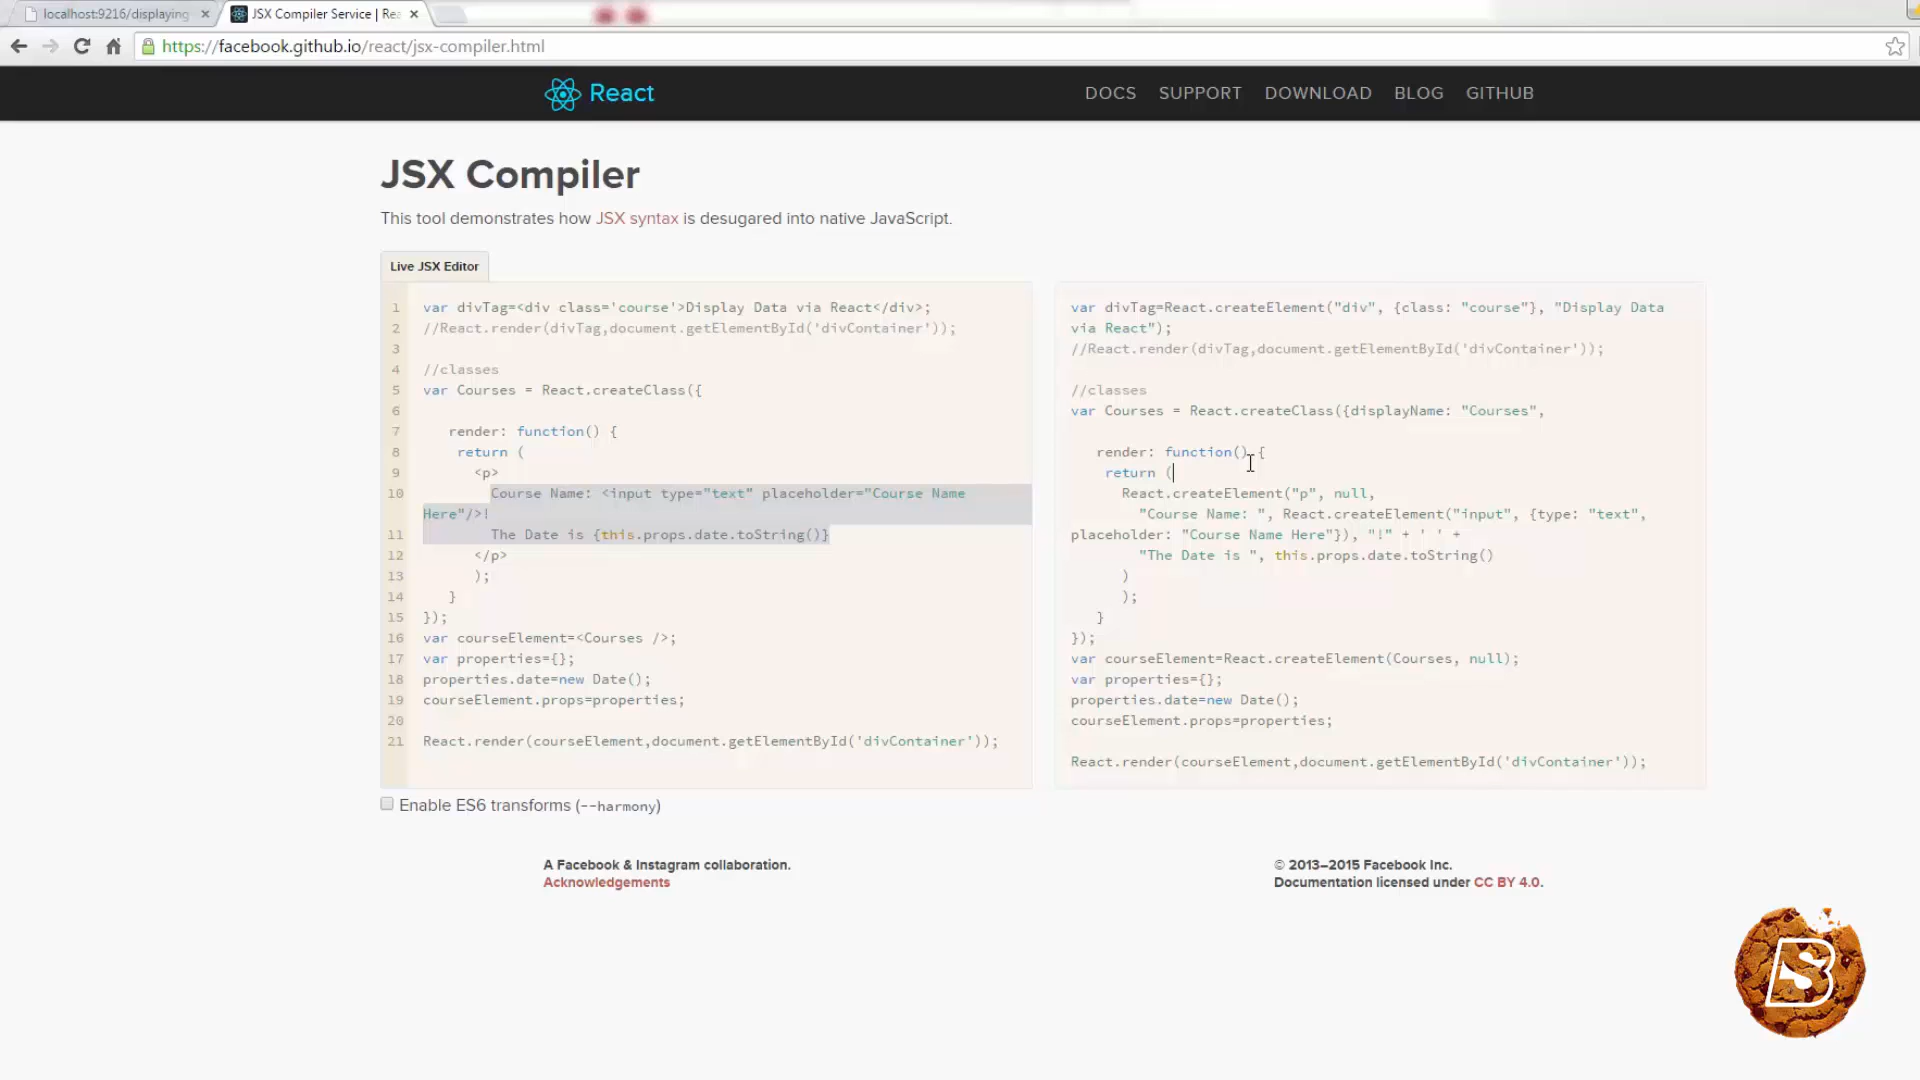 localhost:9216/displaying
JSX Compiler Service | Rea
https://facebook.github.io/react/jsx-compiler.html
React
DOCS SUPPORT DOWNLOAD BLOG GITHUB
JSX Compiler
This tool demonstrates how JSX syntax is desugared into native JavaScript.
Live JSX Editor
1 var divTag=<div class='course'>Display Data via React</div>;
2 //React.render(divTag,document.getElementById('divContainer'));
3
4 //classes
5 var Courses = React.createClass({
6
7 render: function() {
8 return (
9 <p>
10 Course Name: <input type="text" placeholder="Course Name
Here"/>!
11 The Date is {this.props.date.toString()}
12 </p>
13 );
14 }
15 });
16 var courseElement=<Courses />;
17 var properties={};
18 properties.date=new Date();
19 courseElement.props=properties;
20
21 React.render(courseElement,document.getElementById('divContainer'));
var divTag=React.createElement("div", {class: "course"}, "Display Data
via React");
//React.render(divTag,document.getElementById('divContainer'));
//classes
var Courses = React.createClass({displayName: "Courses",
render: function() {
return (
React.createElement("p", null,
"Course Name: ", React.createElement("input", {type: "text",
placeholder: "Course Name Here"}), "!" + ' ' +
"The Date is ", this.props.date.toString()
)
);
}
});
var courseElement=React.createElement(Courses, null);
var properties={};
properties.date=new Date();
courseElement.props=properties;
React.render(courseElement,document.getElementById('divContainer'));
Enable ES6 transforms (--harmony)
A Facebook & Instagram collaboration.
Acknowledgements
© 2013–2015 Facebook Inc.
Documentation licensed under CC BY 4.0.